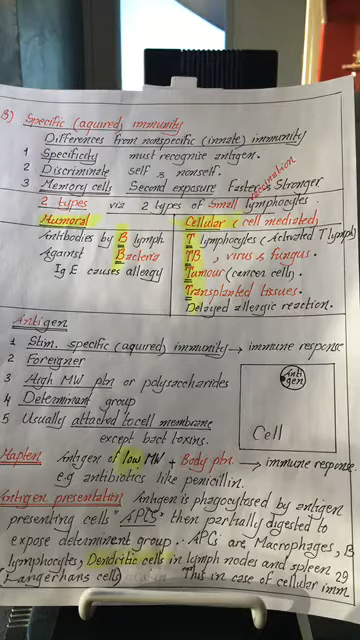 B) Specific (aquired) immunity
Differences from nonspecific (innate) immunity
1 Specificity must recognise antigen.
2 Discriminate self & nonself.
3 Memory cells Second exposure Faster & Stronger
vaccination
2 types via 2 types of Small lymphocytes
Humoral Cellular (cell mediated)
Antibodies by B lymph T lymphocytes (Activated T lymph)
Against Bacteria TB, virus & fungus.
Ig E causes allergy Tumour (cancer cells).
Transplanted tissues.
Delayed allergic reaction.
Antigen
1 Stim. specific (aquired) immunity → immune response
2 Foreigner
3 High MW ptn or polysaccharides
4 Determinant group
5 Usually attached to cell membrane
except bact toxins.
Anti
gen
Cell
Hapten Antigen of low MW + Body ptn. → immune response.
e.g antibiotics like penicillin.
Antigen presentation Antigen is phagocytosed by antigen
presenting cells "APCs" then partially digested to
expose determinent group. APCs are Macrophages, B
lymphocytes, Dendritic cells in lymph nodes and spleen 29
(Langerhans cells) This in case of cellular imm